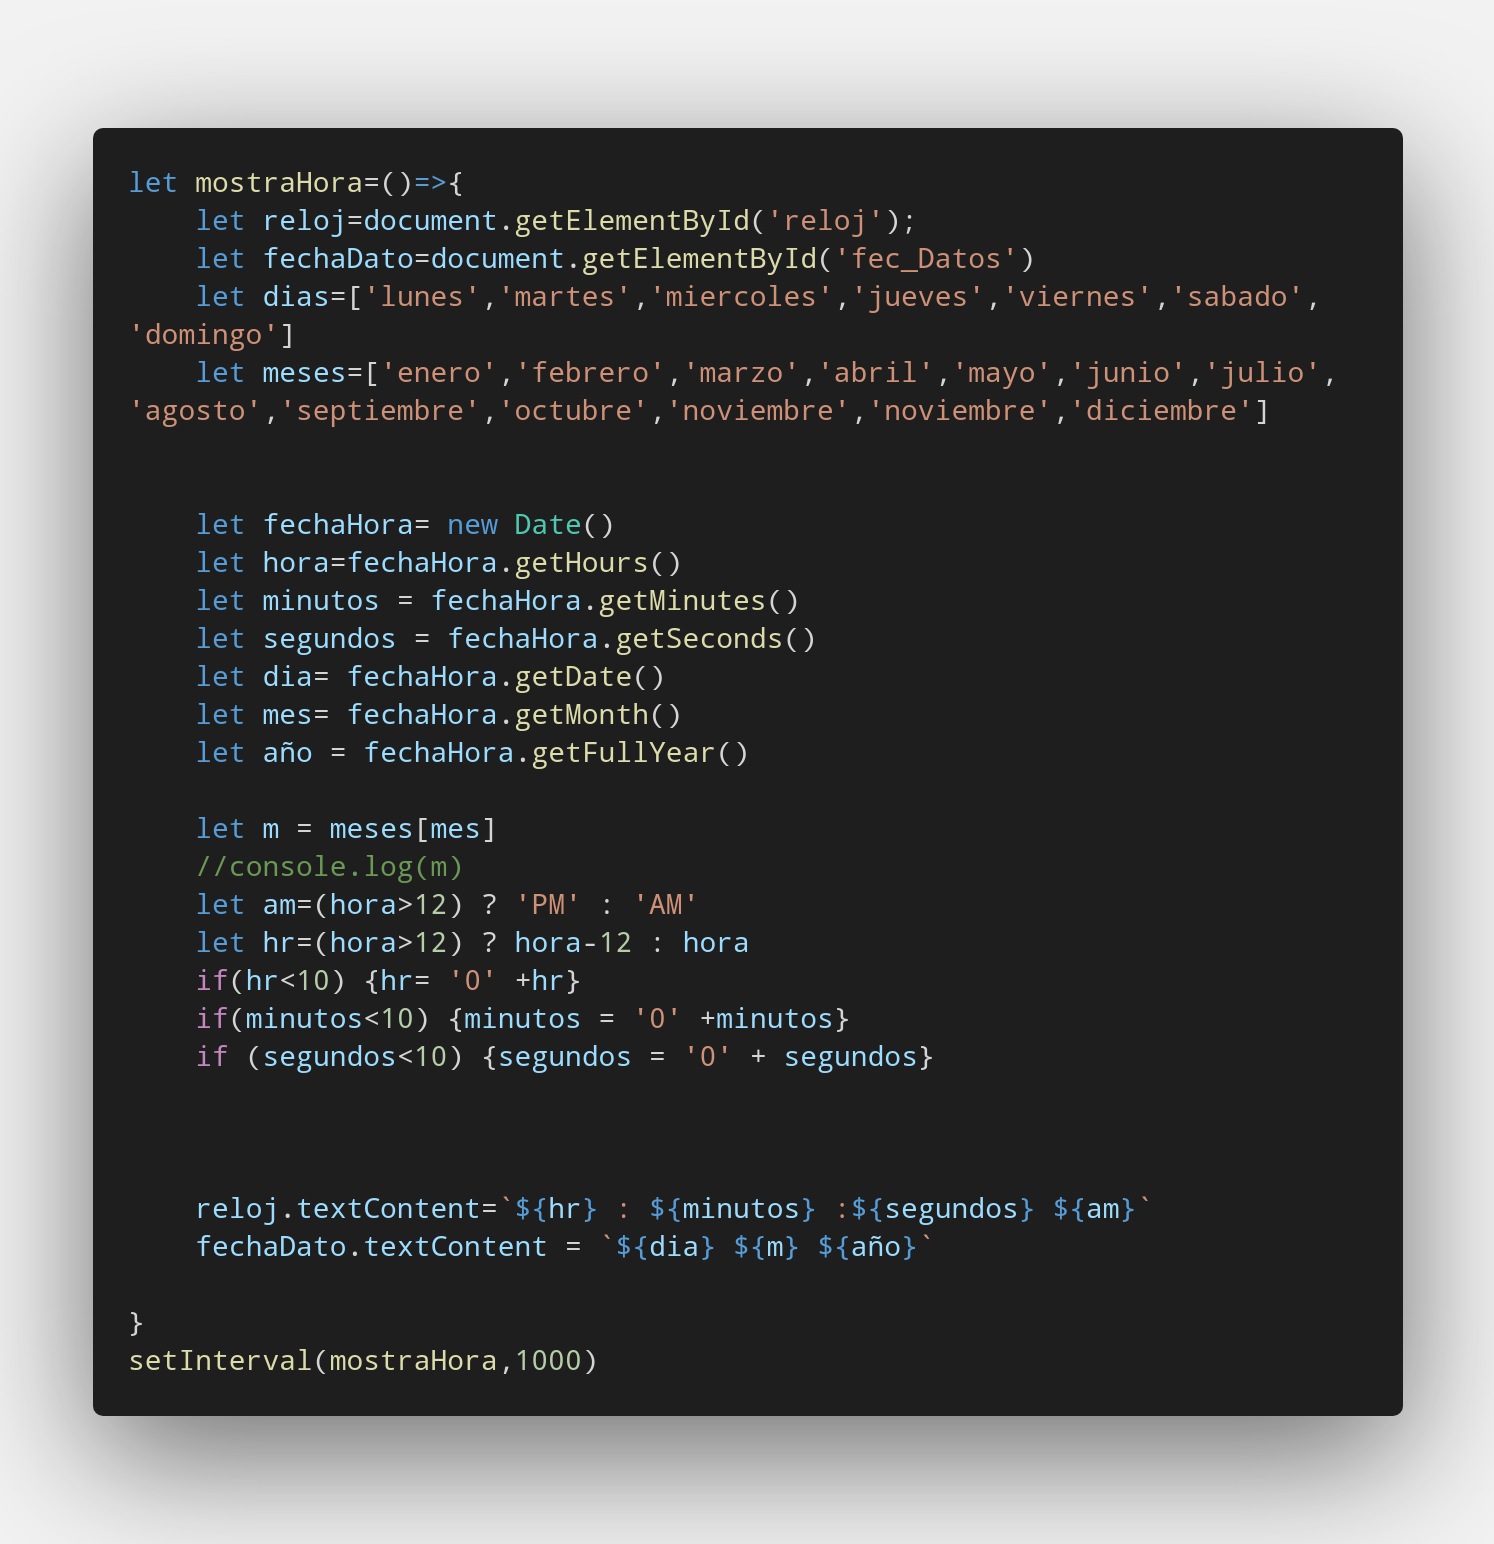 let mostraHora=()=>{
    let reloj=document.getElementById('reloj');
    let fechaDato=document.getElementById('fec_Datos')
    let dias=['lunes','martes','miercoles','jueves','viernes','sabado',
'domingo']
    let meses=['enero','febrero','marzo','abril','mayo','junio','julio',
'agosto','septiembre','octubre','noviembre','noviembre','diciembre']
    let fechaHora= new Date()
    let hora=fechaHora.getHours()
    let minutos = fechaHora.getMinutes()
    let segundos = fechaHora.getSeconds()
    let dia= fechaHora.getDate()
    let mes= fechaHora.getMonth()
    let año = fechaHora.getFullYear()
    let m = meses[mes]
    //console.log(m)
    let am=(hora>12) ? 'PM' : 'AM'
    let hr=(hora>12) ? hora-12 : hora
    if(hr<10) {hr= '0' +hr}
    if(minutos<10) {minutos = '0' +minutos}
    if (segundos<10) {segundos = '0' + segundos}
    reloj.textContent=`${hr} : ${minutos} :${segundos} ${am}`
    fechaDato.textContent = `${dia} ${m} ${año}`
}
setInterval(mostraHora,1000)